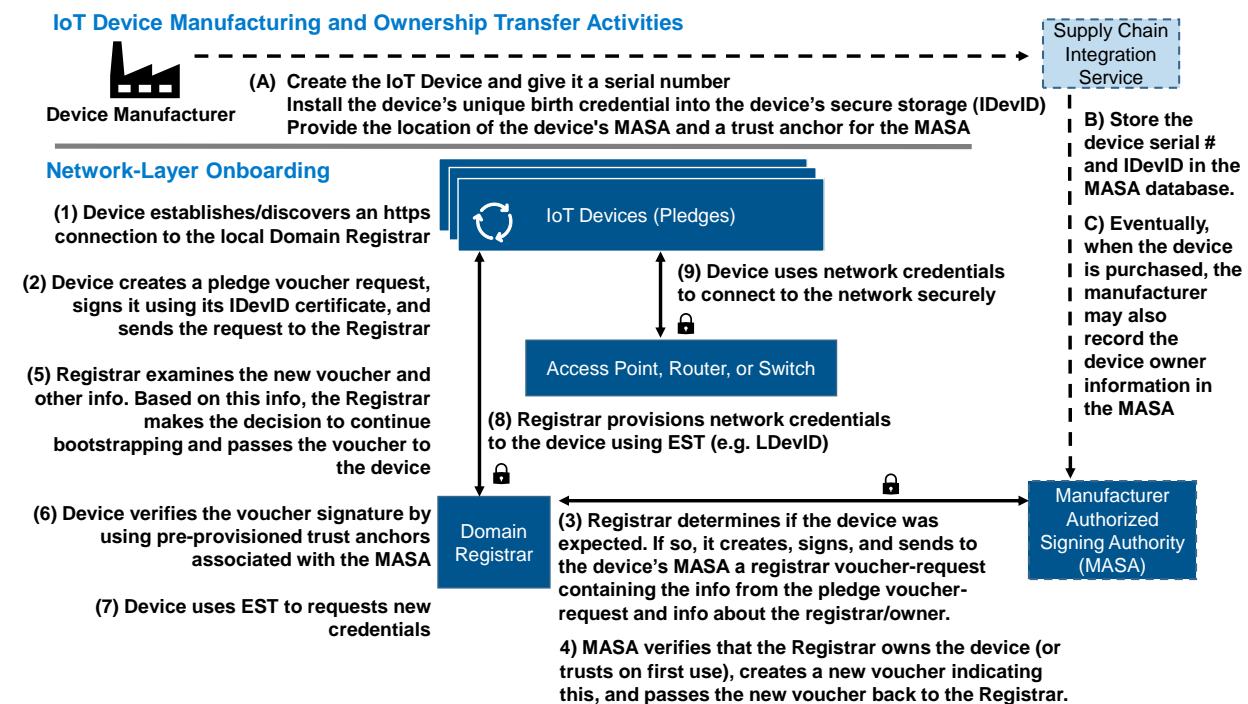 IoT Device Manufacturing and Ownership Transfer Activities
Device Manufacturer
(A) Create the IoT Device and give it a serial number
Install the device's unique birth credential into the device's secure storage (IDevID)
Provide the location of the device's MASA and a trust anchor for the MASA
Supply Chain
Integration
Service
B) Store the
device serial #
and IDevID in the
MASA database.
C) Eventually,
when the device
is purchased, the
manufacturer
may also
record the
device owner
information in
the MASA
Network-Layer Onboarding
(1) Device establishes/discovers an https
connection to the local Domain Registrar
(2) Device creates a pledge voucher request,
signs it using its IDevID certificate, and
sends the request to the Registrar
(5) Registrar examines the new voucher and
other info. Based on this info, the Registrar
makes the decision to continue
bootstrapping and passes the voucher to
the device
(6) Device verifies the voucher signature by
using pre-provisioned trust anchors
associated with the MASA
(7) Device uses EST to requests new
credentials
IoT Devices (Pledges)
(9) Device uses network credentials
to connect to the network securely
Access Point, Router, or Switch
(8) Registrar provisions network credentials
to the device using EST (e.g. LDevID)
Domain
Registrar
(3) Registrar determines if the device was
expected. If so, it creates, signs, and sends to
the device's MASA a registrar voucher-request
containing the info from the pledge voucher-
request and info about the registrar/owner.
4) MASA verifies that the Registrar owns the device (or
trusts on first use), creates a new voucher indicating
this, and passes the new voucher back to the Registrar.
Manufacturer
Authorized
Signing Authority
(MASA)